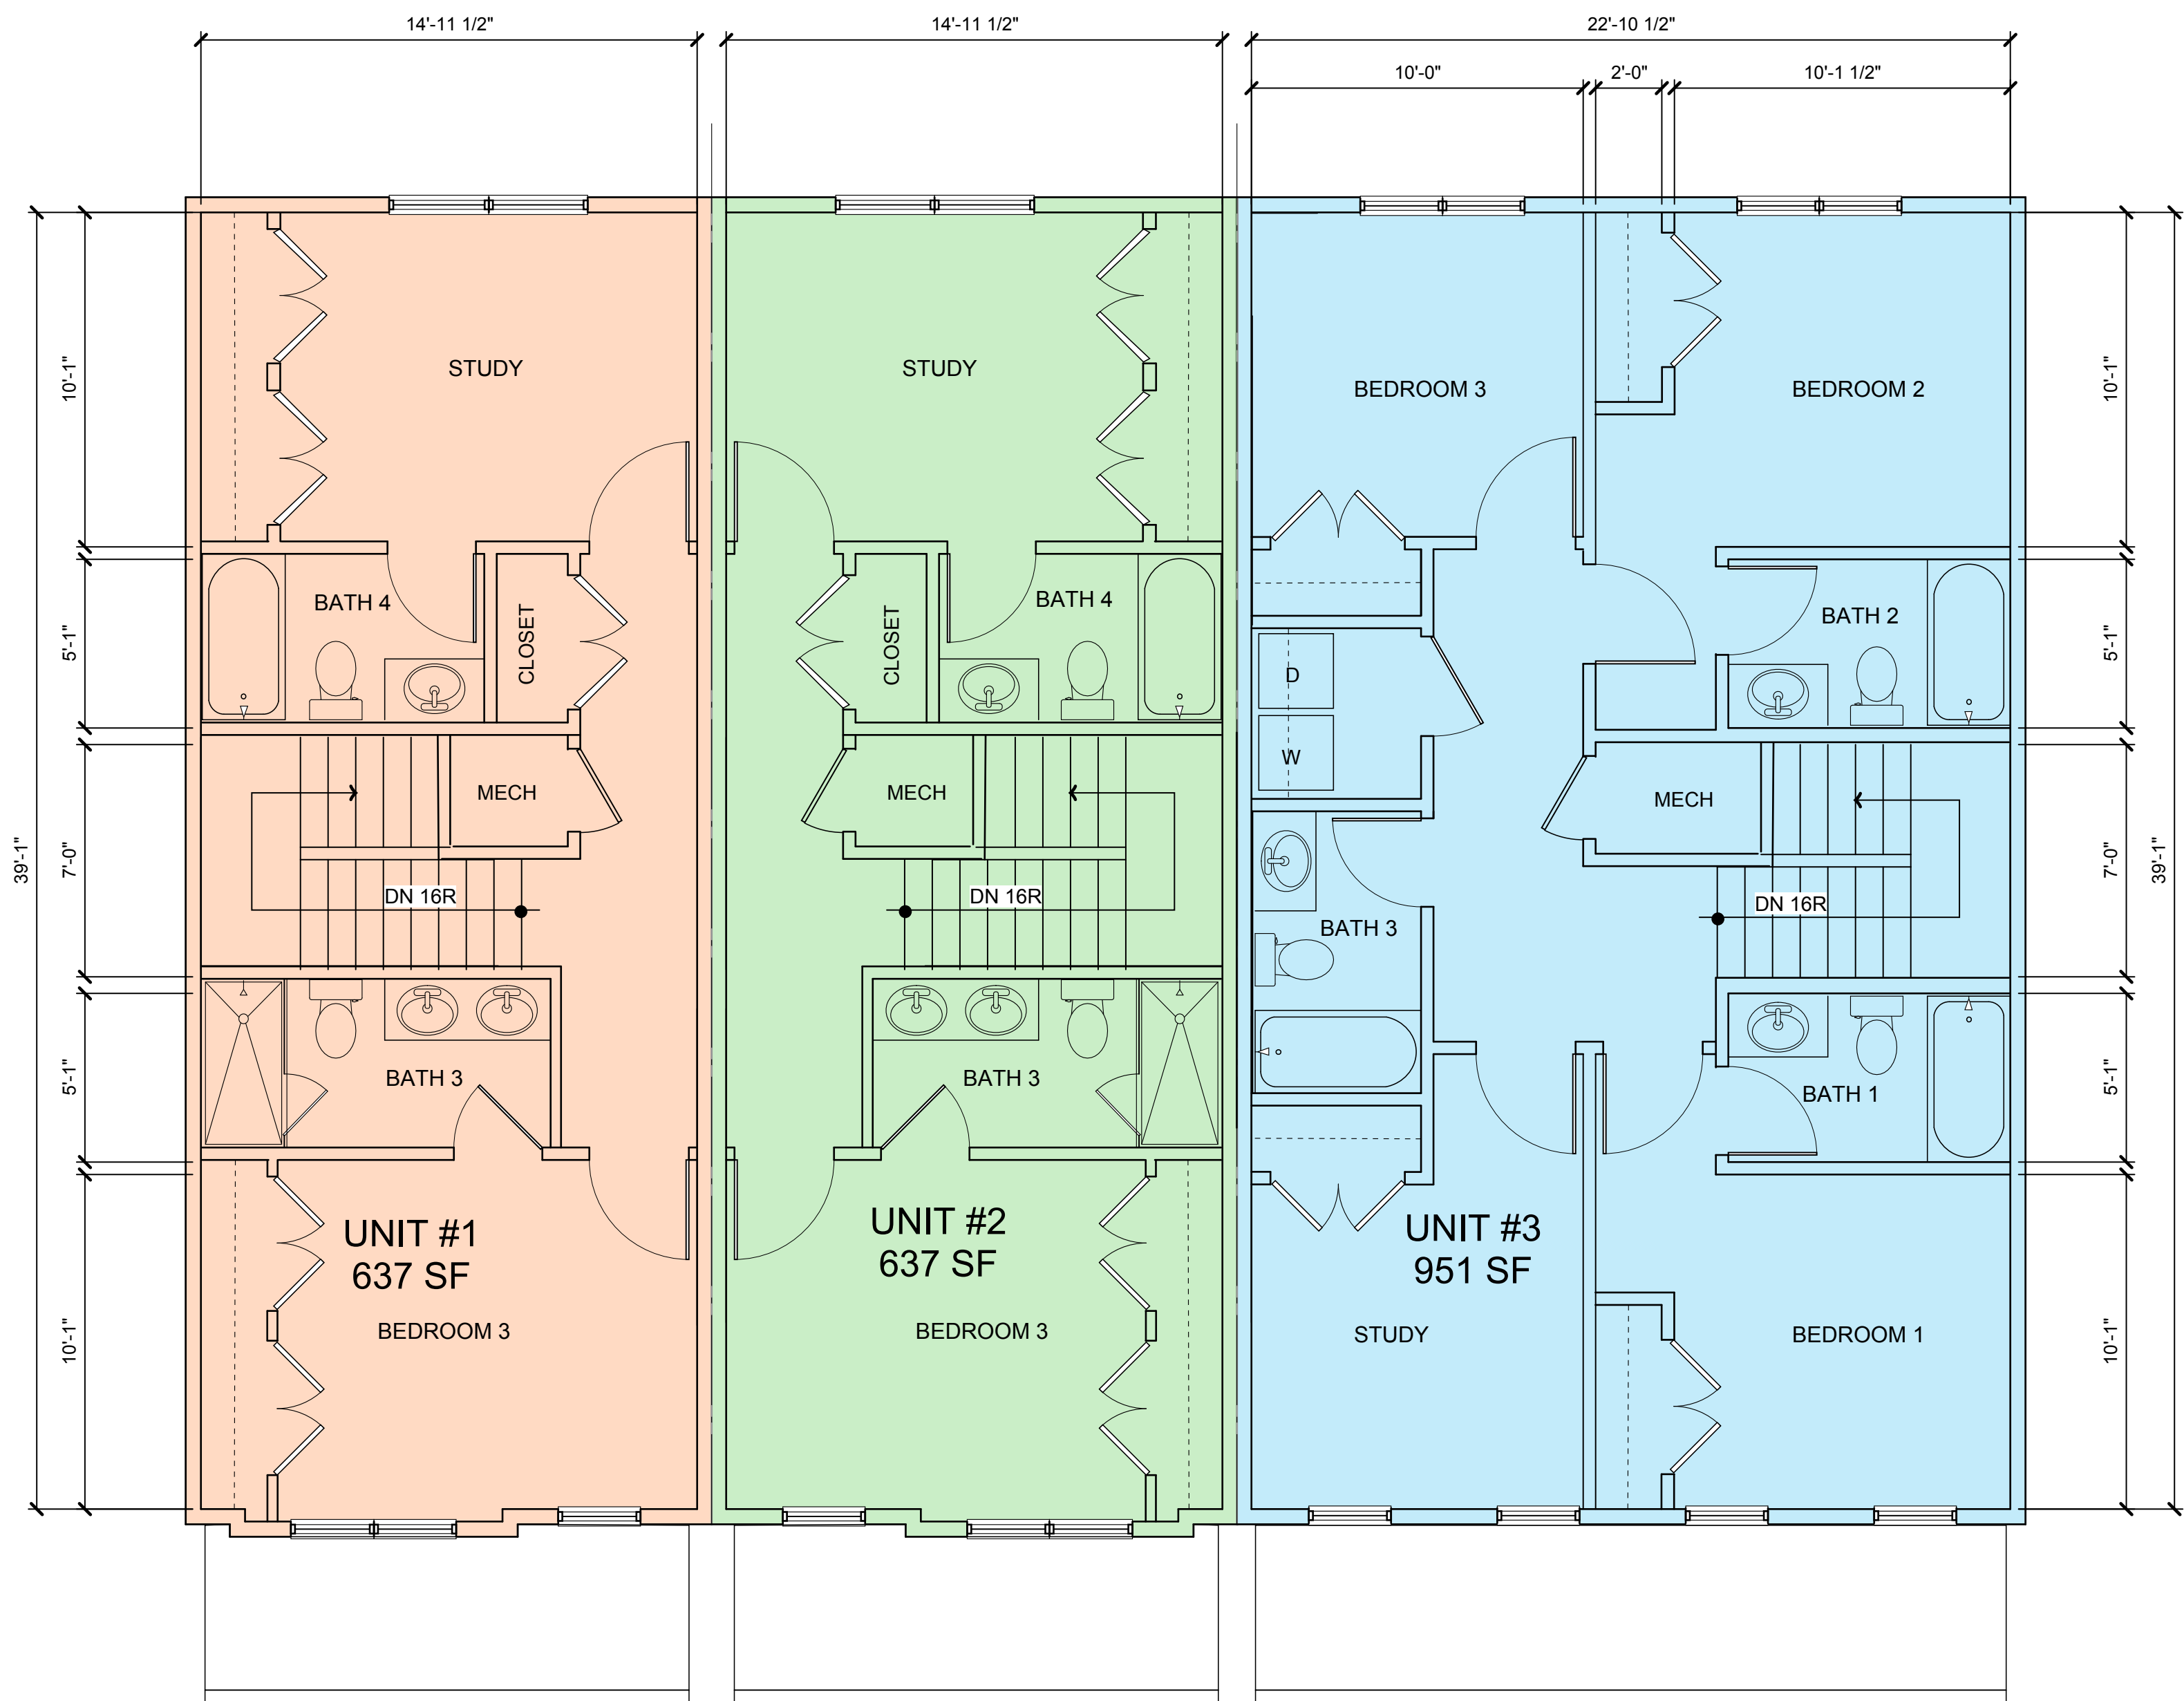 14'-11 1/2"
14'-11 1/2"
22'-10 1/2"
10'-0"
2'-0"
10'-1 1/2"
39'-1"
10'-1"
5'-1"
7'-0"
5'-1"
10'-1"
STUDY
BATH 4
CLOSET
MECH
DN 16R
BATH 3
UNIT #1
637 SF
BEDROOM 3
STUDY
CLOSET
BATH 4
MECH
DN 16R
BATH 3
UNIT #2
637 SF
BEDROOM 3
BEDROOM 3
BEDROOM 2
BATH 2
D
W
MECH
DN 16R
BATH 3
BATH 1
UNIT #3
951 SF
STUDY
BEDROOM 1
10'-1"
5'-1"
7'-0"
5'-1"
10'-1"
39'-1"